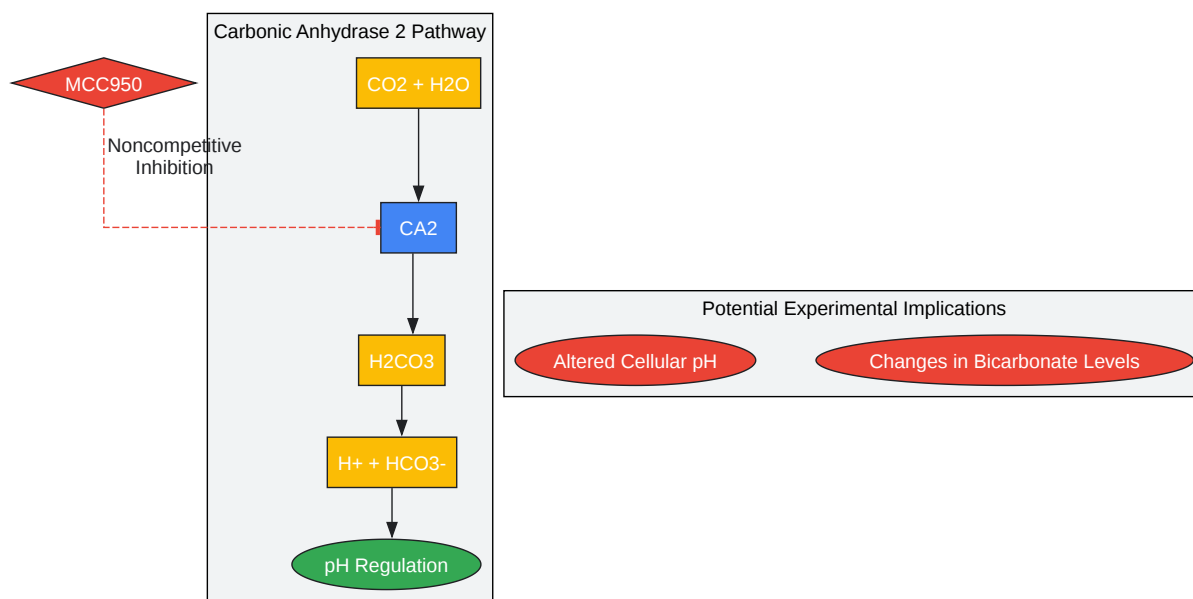 Carbonic Anhydrase 2 Pathway
MCC950
CO2 + H2O
Noncompetitive
Inhibition
CA2
Potential Experimental Implications
H2CO3
Altered Cellular pH
Changes in Bicarbonate Levels
H+ + HCO3-
pH Regulation